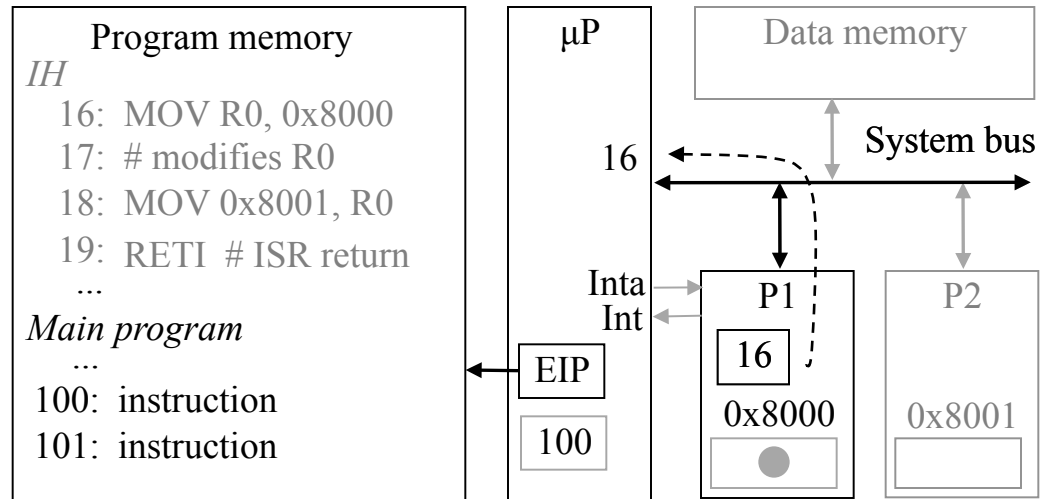 Program memory
IH
16: MOV R0, 0x8000
17: # modifies R0
18: MOV 0x8001, R0
19: RETI # ISR return
...
Main program
...
100: instruction
101: instruction
μP
16
Inta
Int
EIP
100
Data memory
System bus
P1
16
0x8000
P2
0x8001